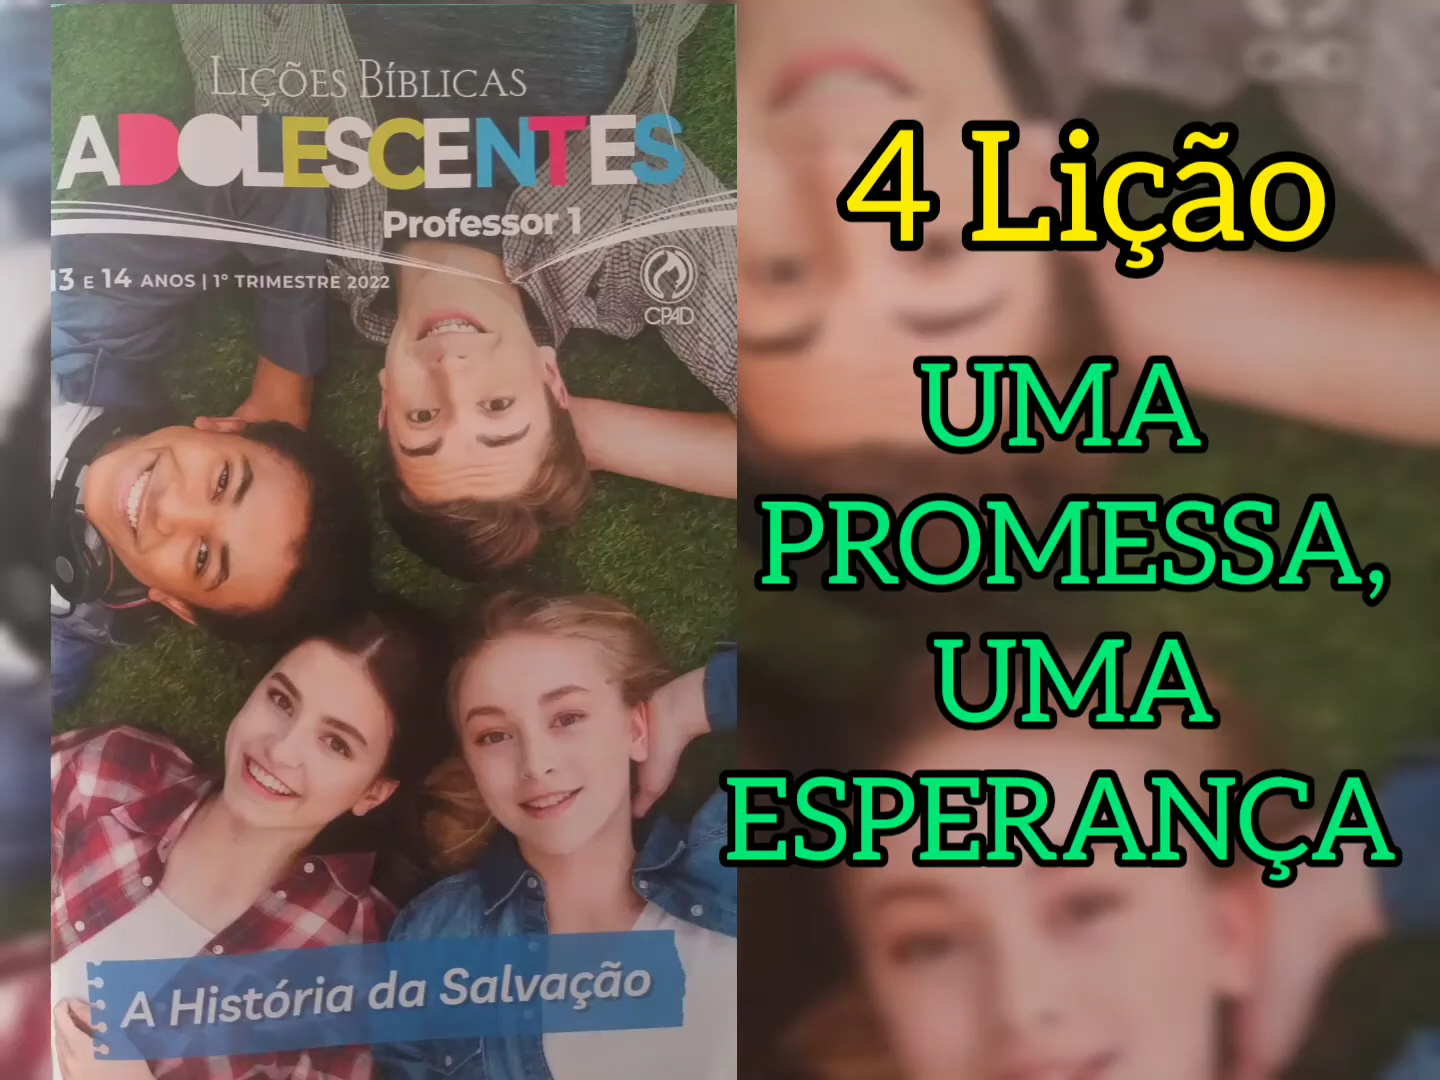 LIÇÕES BÍBLICAS
ADOLESCENTES
Professor 1
13 E 14 ANOS | 1º TRIMESTRE 2022
CPAD
A História da Salvação
4 Lição
UMA
PROMESSA,
UMA
ESPERANÇA